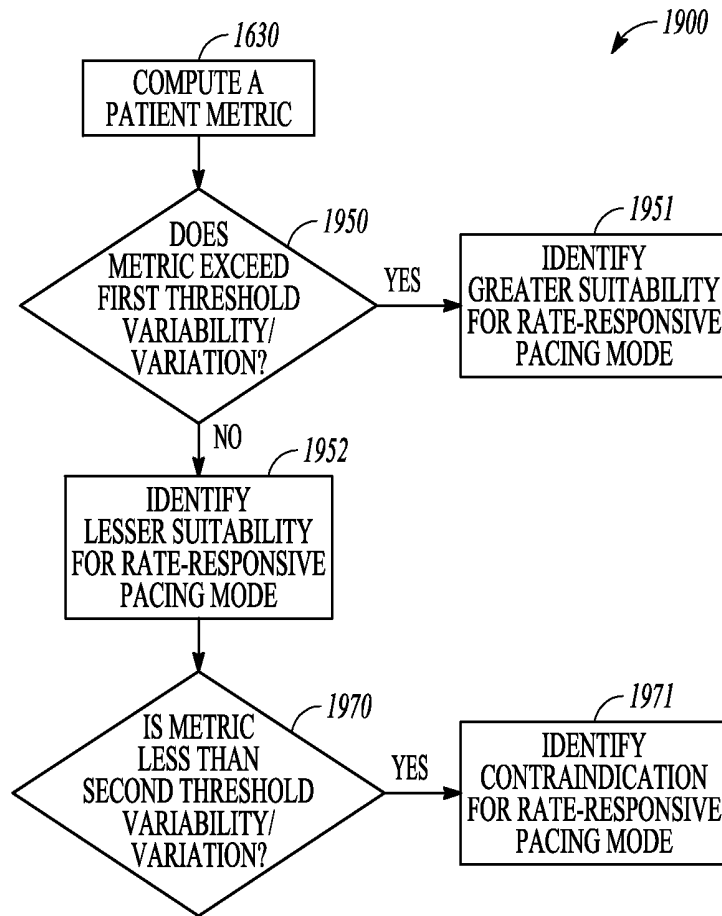 1630
1900
COMPUTE A
PATIENT METRIC
1950
DOES
METRIC EXCEED
FIRST THRESHOLD
VARIABILITY/
VARIATION?
YES
1951
IDENTIFY
GREATER SUITABILITY
FOR RATE-RESPONSIVE
PACING MODE
NO
1952
IDENTIFY
LESSER SUITABILITY
FOR RATE-RESPONSIVE
PACING MODE
1970
IS METRIC
LESS THAN
SECOND THRESHOLD
VARIABILITY/
VARIATION?
YES
1971
IDENTIFY
CONTRAINDICATION
FOR RATE-RESPONSIVE
PACING MODE